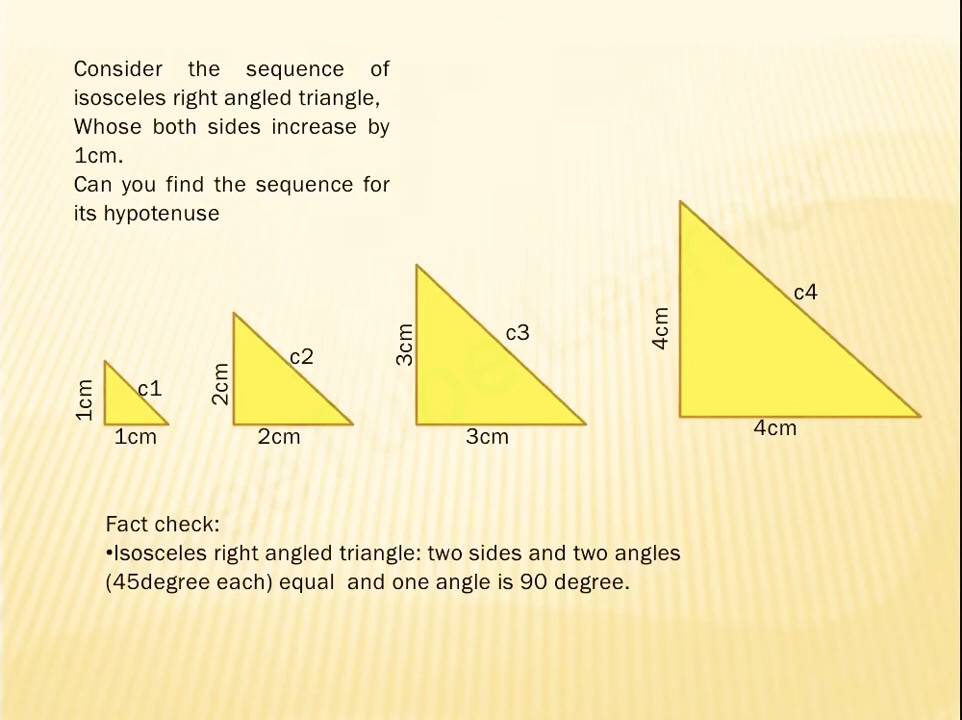 Consider the sequence of
isosceles right angled triangle,
Whose both sides increase by
1cm.
Can you find the sequence for
its hypotenuse
1cm
c1
1cm
2cm
c2
2cm
3cm
c3
3cm
4cm
c4
4cm
Fact check:
•Isosceles right angled triangle: two sides and two angles
(45degree each) equal and one angle is 90 degree.